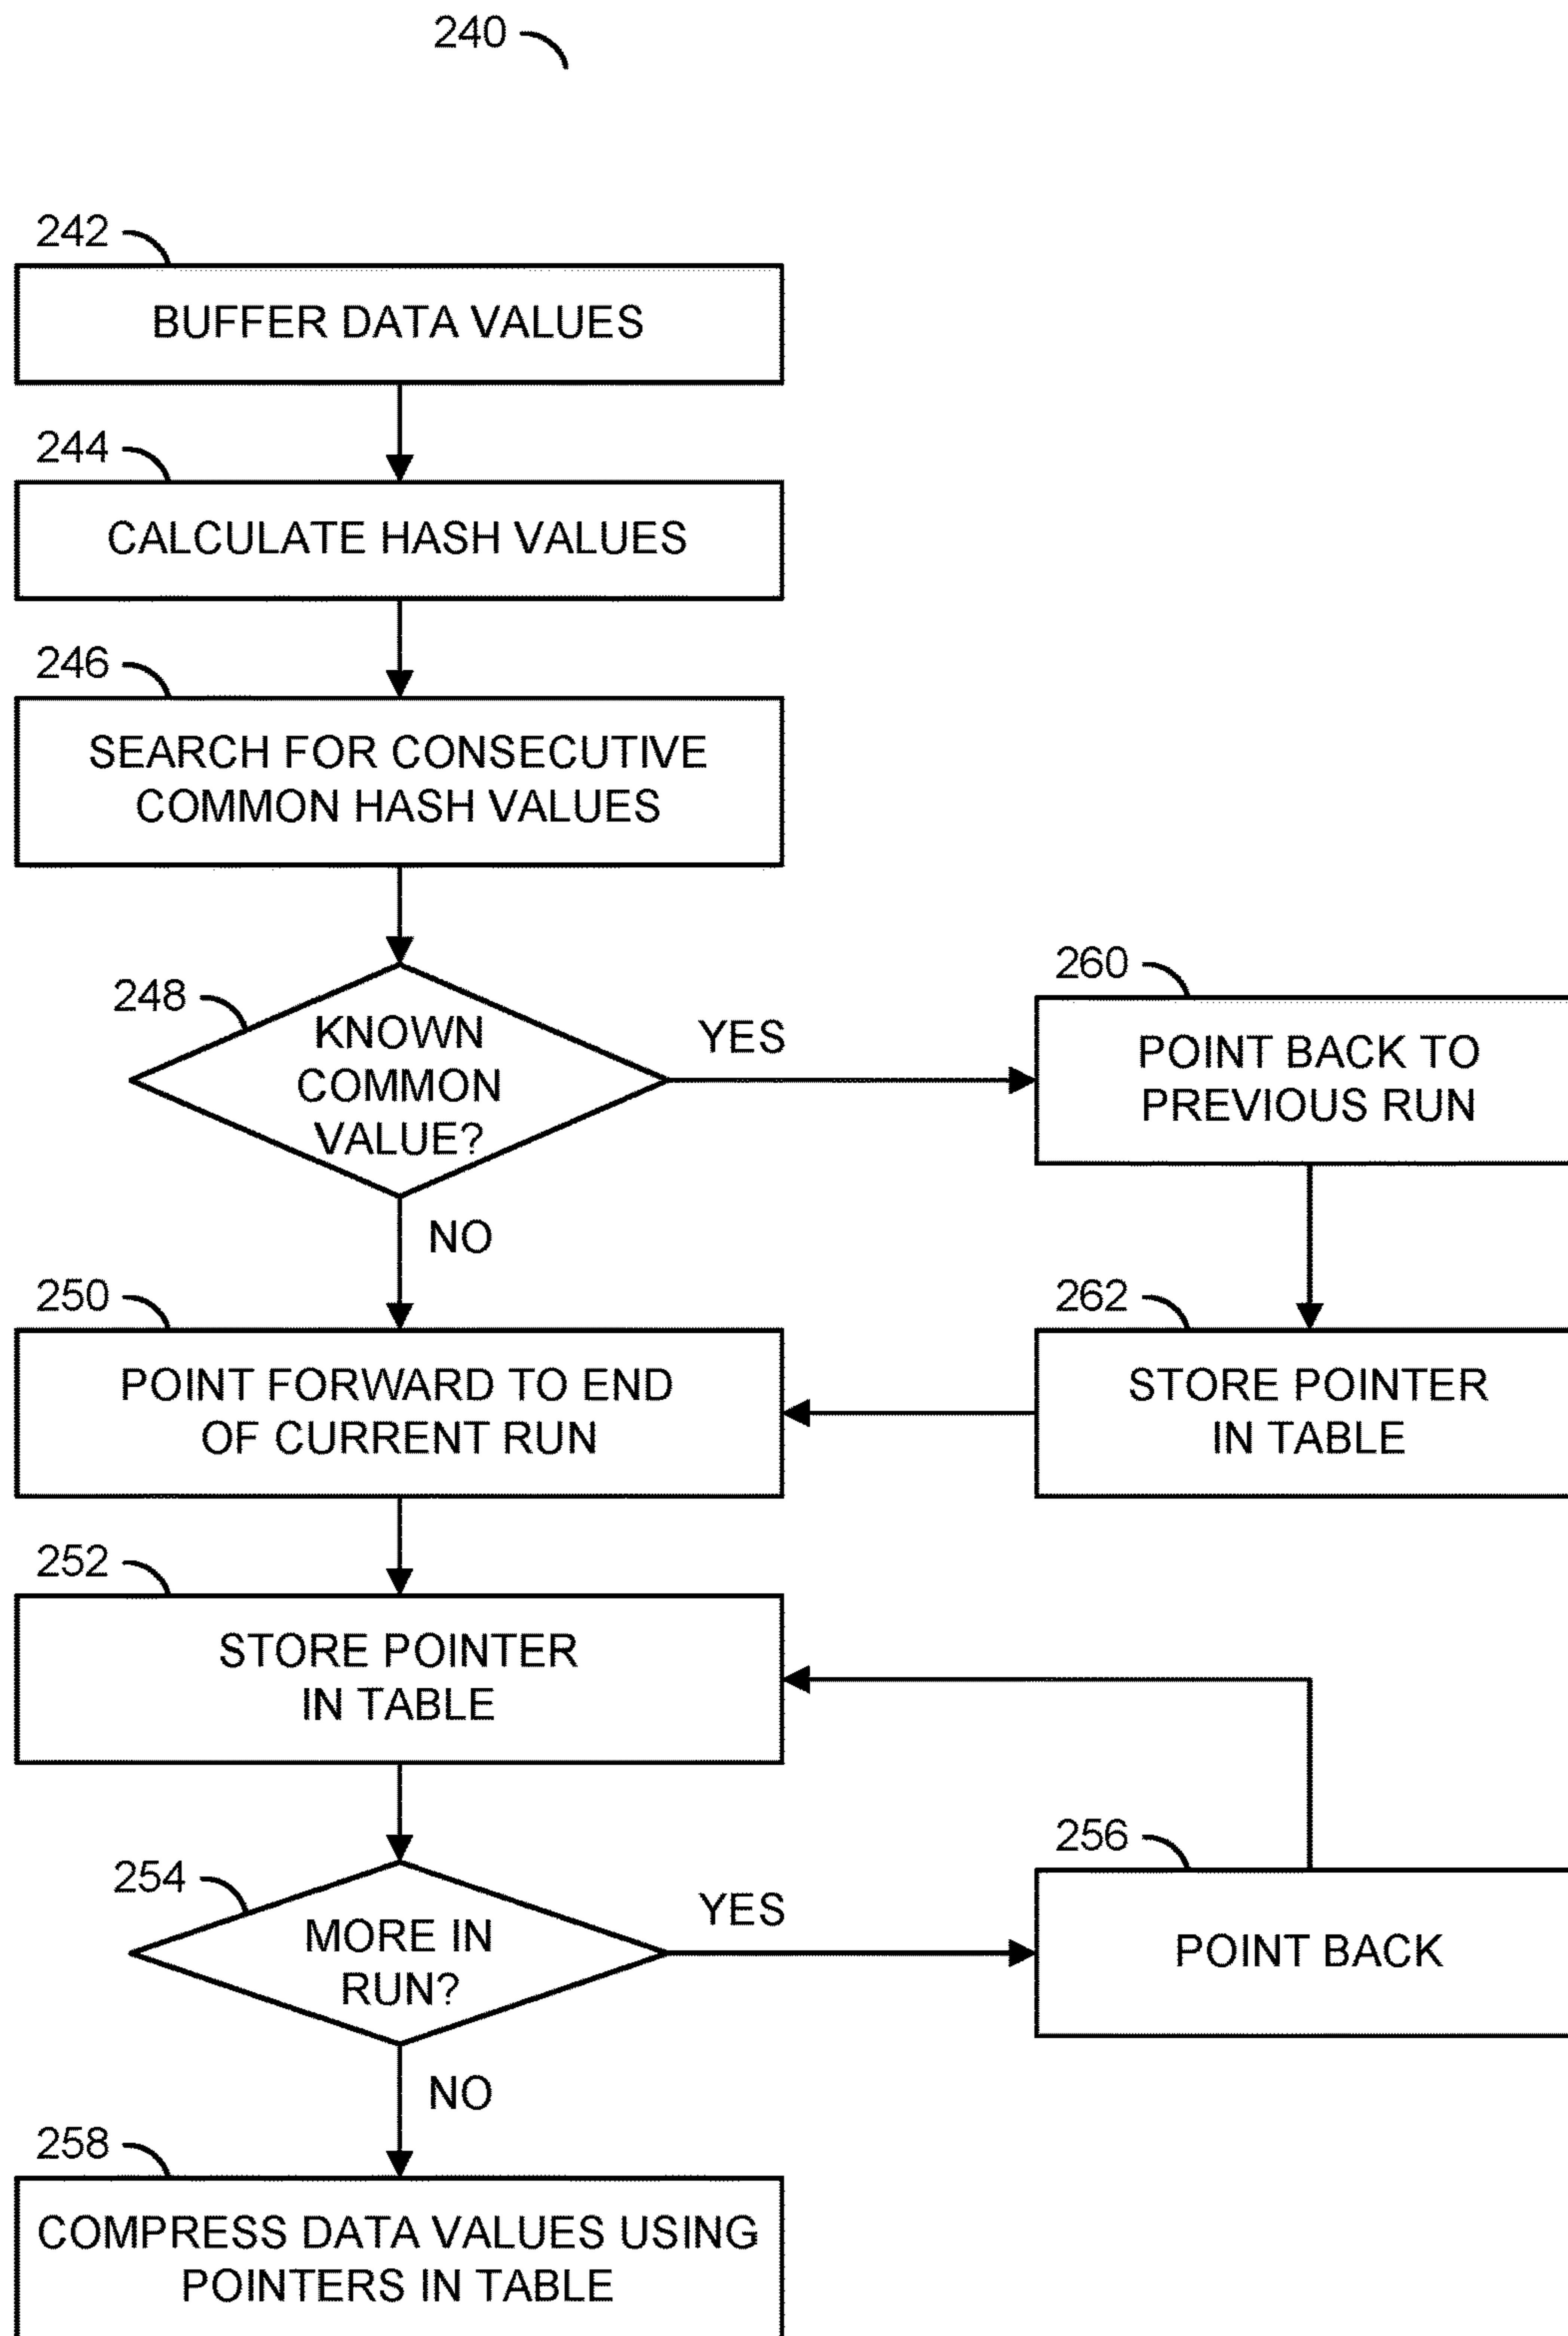 240
242
BUFFER DATA VALUES
244
CALCULATE HASH VALUES
246
SEARCH FOR CONSECUTIVE
COMMON HASH VALUES
248
KNOWN
COMMON
VALUE?
YES
NO
260
POINT BACK TO
PREVIOUS RUN
250
POINT FORWARD TO END
OF CURRENT RUN
262
STORE POINTER
IN TABLE
252
STORE POINTER
IN TABLE
254
MORE IN
RUN?
YES
NO
256
POINT BACK
258
COMPRESS DATA VALUES USING
POINTERS IN TABLE